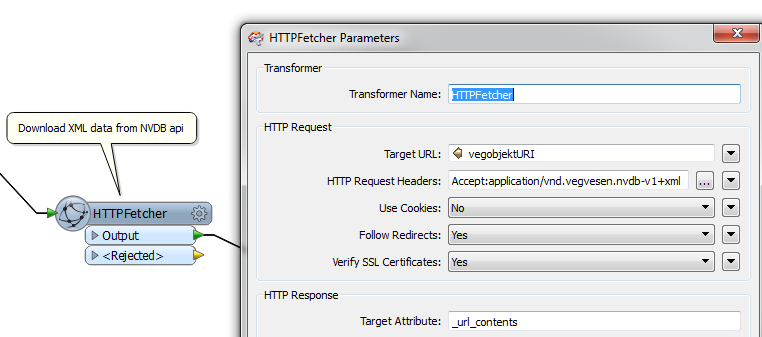 Download XML data from NVDB api
HTTPFetcher
Output
<Rejected>
HTTPFetcher Parameters
Transformer
Transformer Name: HTTPFetcher
HTTP Request
Target URL: vegobjektURI
HTTP Request Headers: Accept:application/vnd.vegvesen.nvdb-v1+xml ...
Use Cookies: No
Follow Redirects: Yes
Verify SSL Certificates: Yes
HTTP Response
Target Attribute: _url_contents